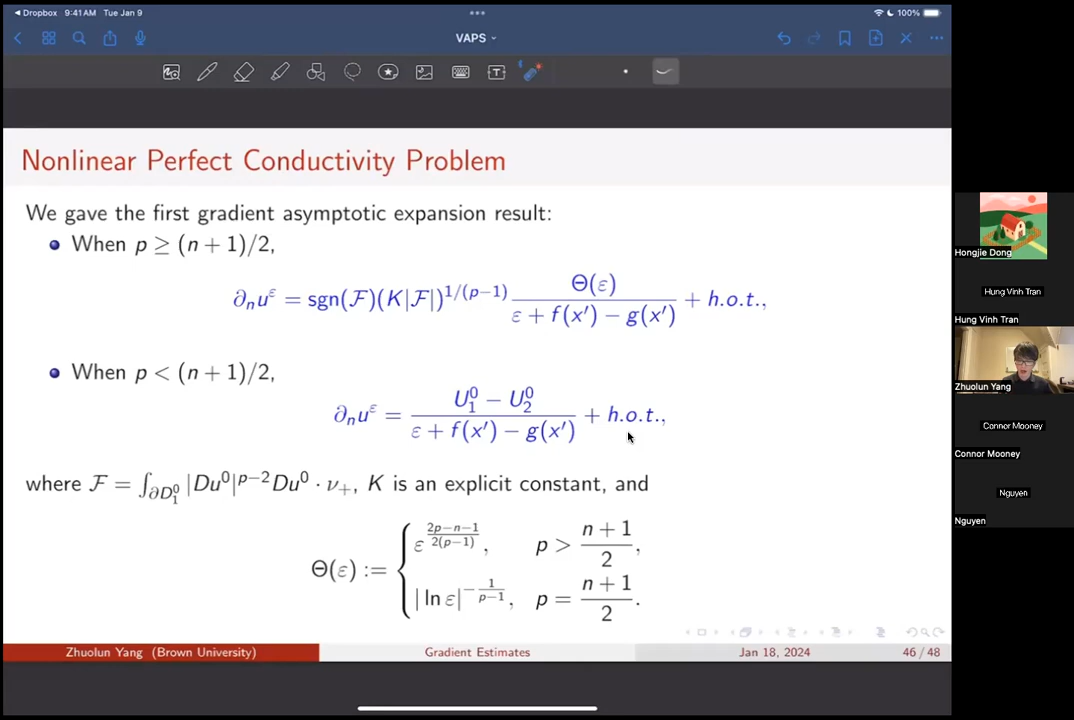 Dropbox 9:41 AM Tue Jan 9
100%
VAPS
Nonlinear Perfect Conductivity Problem
We gave the first gradient asymptotic expansion result:
When p ≥ (n + 1)/2,
∂ₙu^ε = sgn(ℱ)(K|ℱ|)^{1/(p−1)} Θ(ε) / (ε + f(x′) − g(x′)) + h.o.t.,
When p < (n + 1)/2,
∂ₙu^ε = (U₁⁰ − U₂⁰) / (ε + f(x′) − g(x′)) + h.o.t.,
where ℱ = ∫_{∂D₁⁰} |Du⁰|^{p−2}Du⁰ · ν₊, K is an explicit constant, and
Θ(ε) := { ε^{(2p−n−1)/(2(p−1))}, p > (n + 1)/2,
| ln ε|^{−1/(p−1)}, p = (n + 1)/2.
Zhuolun Yang (Brown University) Gradient Estimates Jan 18, 2024 46 / 48
Hongjie Dong
Hung Vinh Tran
Hung Vinh Tran
Zhuolun Yang
Connor Mooney
Connor Mooney
Nguyen
Nguyen